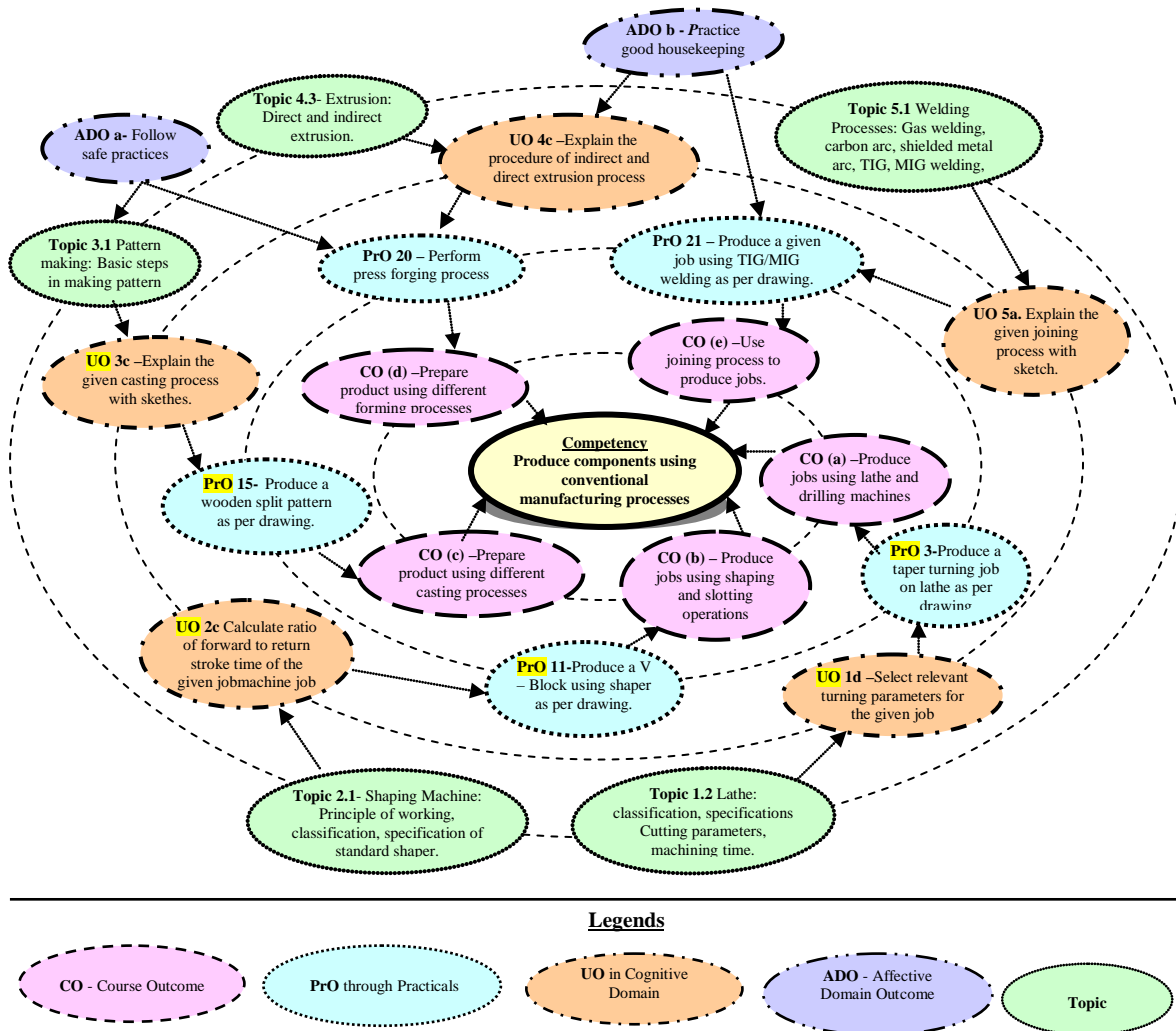 ADO b - Practice
good housekeeping
Topic 4.3- Extrusion:
Direct and indirect
extrusion.
Topic 5.1 Welding
Processes: Gas welding,
carbon arc, shielded metal
arc, TIG, MIG welding,
ADO a- Follow
safe practices
UO 4c –Explain the
procedure of indirect and
direct extrusion process
Topic 3.1 Pattern
making: Basic steps
in making pattern
PrO 20 – Perform
press forging process
PrO 21 – Produce a given
job using TIG/MIG
welding as per drawing.
UO 5a. Explain the
given joining
process with
sketch.
UO 3c –Explain the
given casting process
with skethes.
CO (d) –Prepare
product using different
forming processes
CO (e) –Use
joining process to
produce jobs.
Competency
Produce components using
conventional
manufacturing processes
CO (a) –Produce
jobs using lathe and
drilling machines
PrO 15- Produce a
wooden split pattern
as per drawing.
CO (c) –Prepare
product using different
casting processes
CO (b) – Produce
jobs using shaping
and slotting
operations
PrO 3-Produce a
taper turning job
on lathe as per
drawing
UO 2c Calculate ratio
of forward to return
stroke time of the
given jobmachine job
PrO 11-Produce a V
– Block using shaper
as per drawing.
UO 1d –Select relevant
turning parameters for
the given job
Topic 2.1- Shaping Machine:
Principle of working,
classification, specification of
standard shaper.
Topic 1.2 Lathe:
classification, specifications
Cutting parameters,
machining time.
Legends
CO - Course Outcome
PrO through Practicals
UO in Cognitive
Domain
ADO - Affective
Domain Outcome
Topic